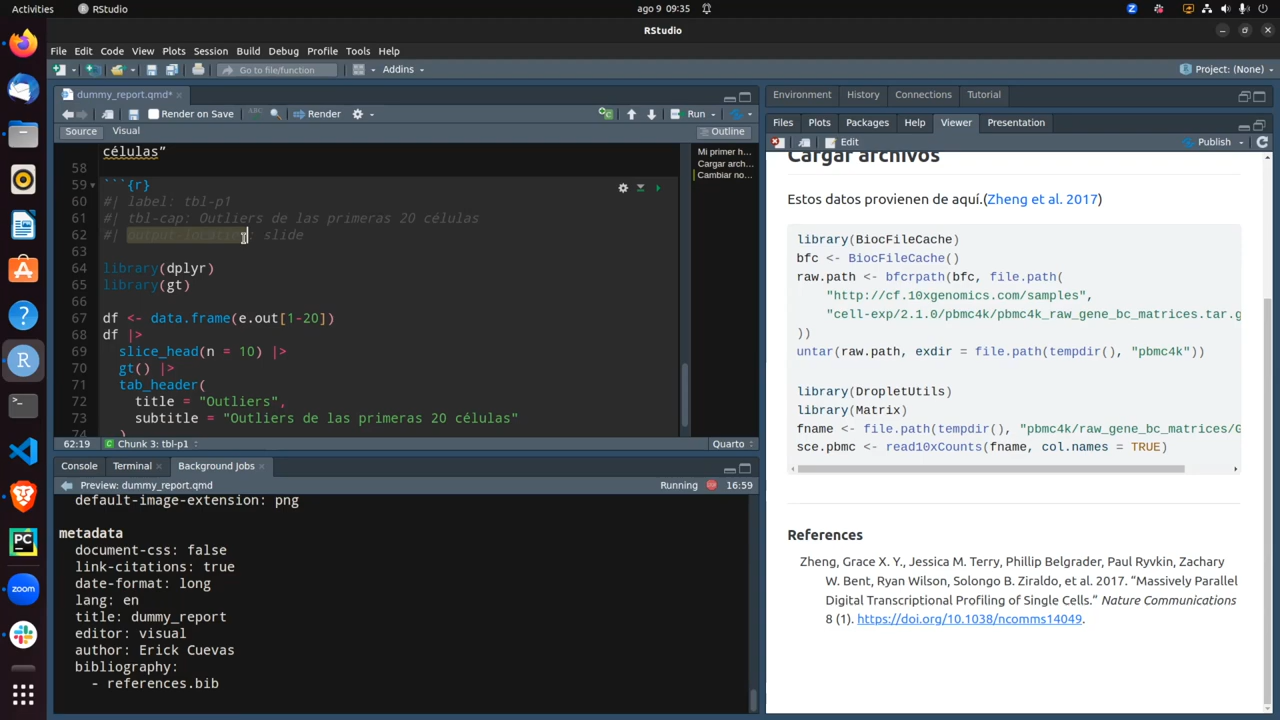 Activities
RStudio
ago 9 09:35
RStudio
File Edit Code View Plots Session Build Debug Profile Tools Help
Go to file/function
Addins
Project: (None)
dummy_report.qmd*
Render on Save
ABC
Render
Run
Source Visual
Outline
células"
58
59 ```{r}
60 #| label: tbl-p1
61 #| tbl-cap: Outliers de las primeras 20 células
62 #| output-location: slide
63
64 library(dplyr)
65 library(gt)
66
67 df <- data.frame(e.out[1-20])
68 df |>
69 slice_head(n = 10) |>
70 gt() |>
71 tab_header(
72 title = "Outliers",
73 subtitle = "Outliers de las primeras 20 células"
74 )
Mi primer h...
Cargar arch...
Cambiar no...
62:19 Chunk 3: tbl-p1 Quarto
Console Terminal Background Jobs
Preview: dummy_report.qmd Running 16:59
default-image-extension: png
metadata
document-css: false
link-citations: true
date-format: long
lang: en
title: dummy_report
editor: visual
author: Erick Cuevas
bibliography:
- references.bib
Environment History Connections Tutorial
Files Plots Packages Help Viewer Presentation
Edit
Publish
Cargar archivos
Estos datos provienen de aquí.(Zheng et al. 2017)
library(BiocFileCache)
bfc <- BiocFileCache()
raw.path <- bfcrpath(bfc, file.path(
"http://cf.10xgenomics.com/samples",
"cell-exp/2.1.0/pbmc4k/pbmc4k_raw_gene_bc_matrices.tar.g
))
untar(raw.path, exdir = file.path(tempdir(), "pbmc4k"))
library(DropletUtils)
library(Matrix)
fname <- file.path(tempdir(), "pbmc4k/raw_gene_bc_matrices/G
sce.pbmc <- read10xCounts(fname, col.names = TRUE)
References
Zheng, Grace X. Y., Jessica M. Terry, Phillip Belgrader, Paul Ryvkin, Zachary
W. Bent, Ryan Wilson, Solongo B. Ziraldo, et al. 2017. “Massively Parallel
Digital Transcriptional Profiling of Single Cells.” Nature Communications
8 (1). https://doi.org/10.1038/ncomms14049.
R
PC
zoom